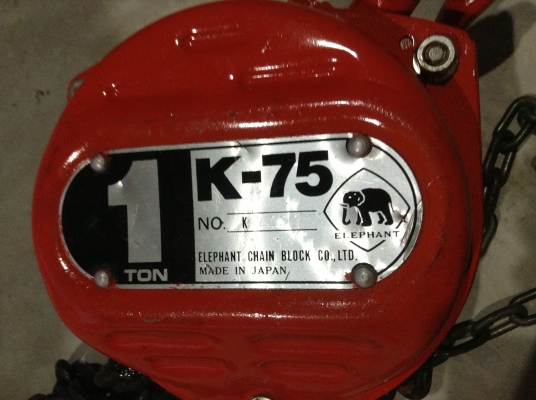 1
TON
K-75
NO. K
ELEPHANT
ELEPHANT CHAIN BLOCK CO., LTD.
MADE IN JAPAN